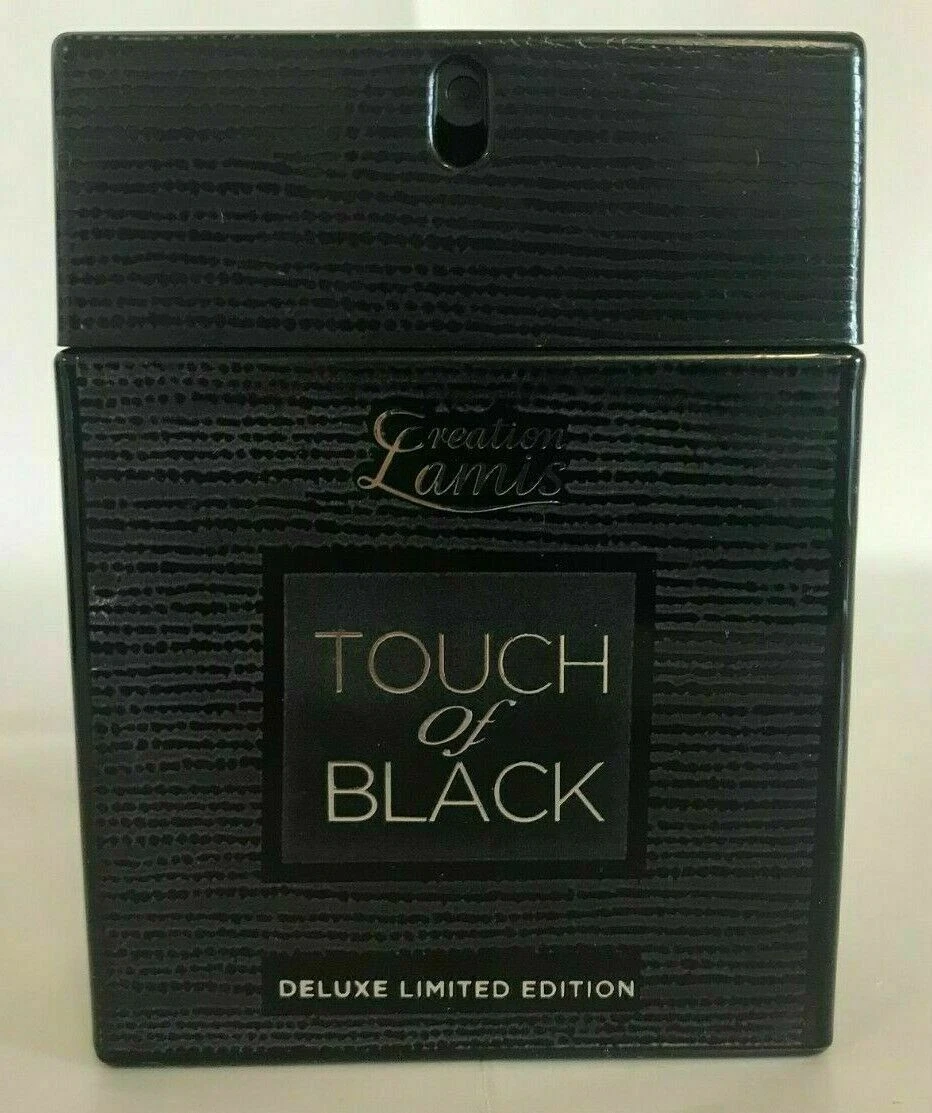 Creation
Lamis
TOUCH
of
BLACK
DELUXE LIMITED EDITION